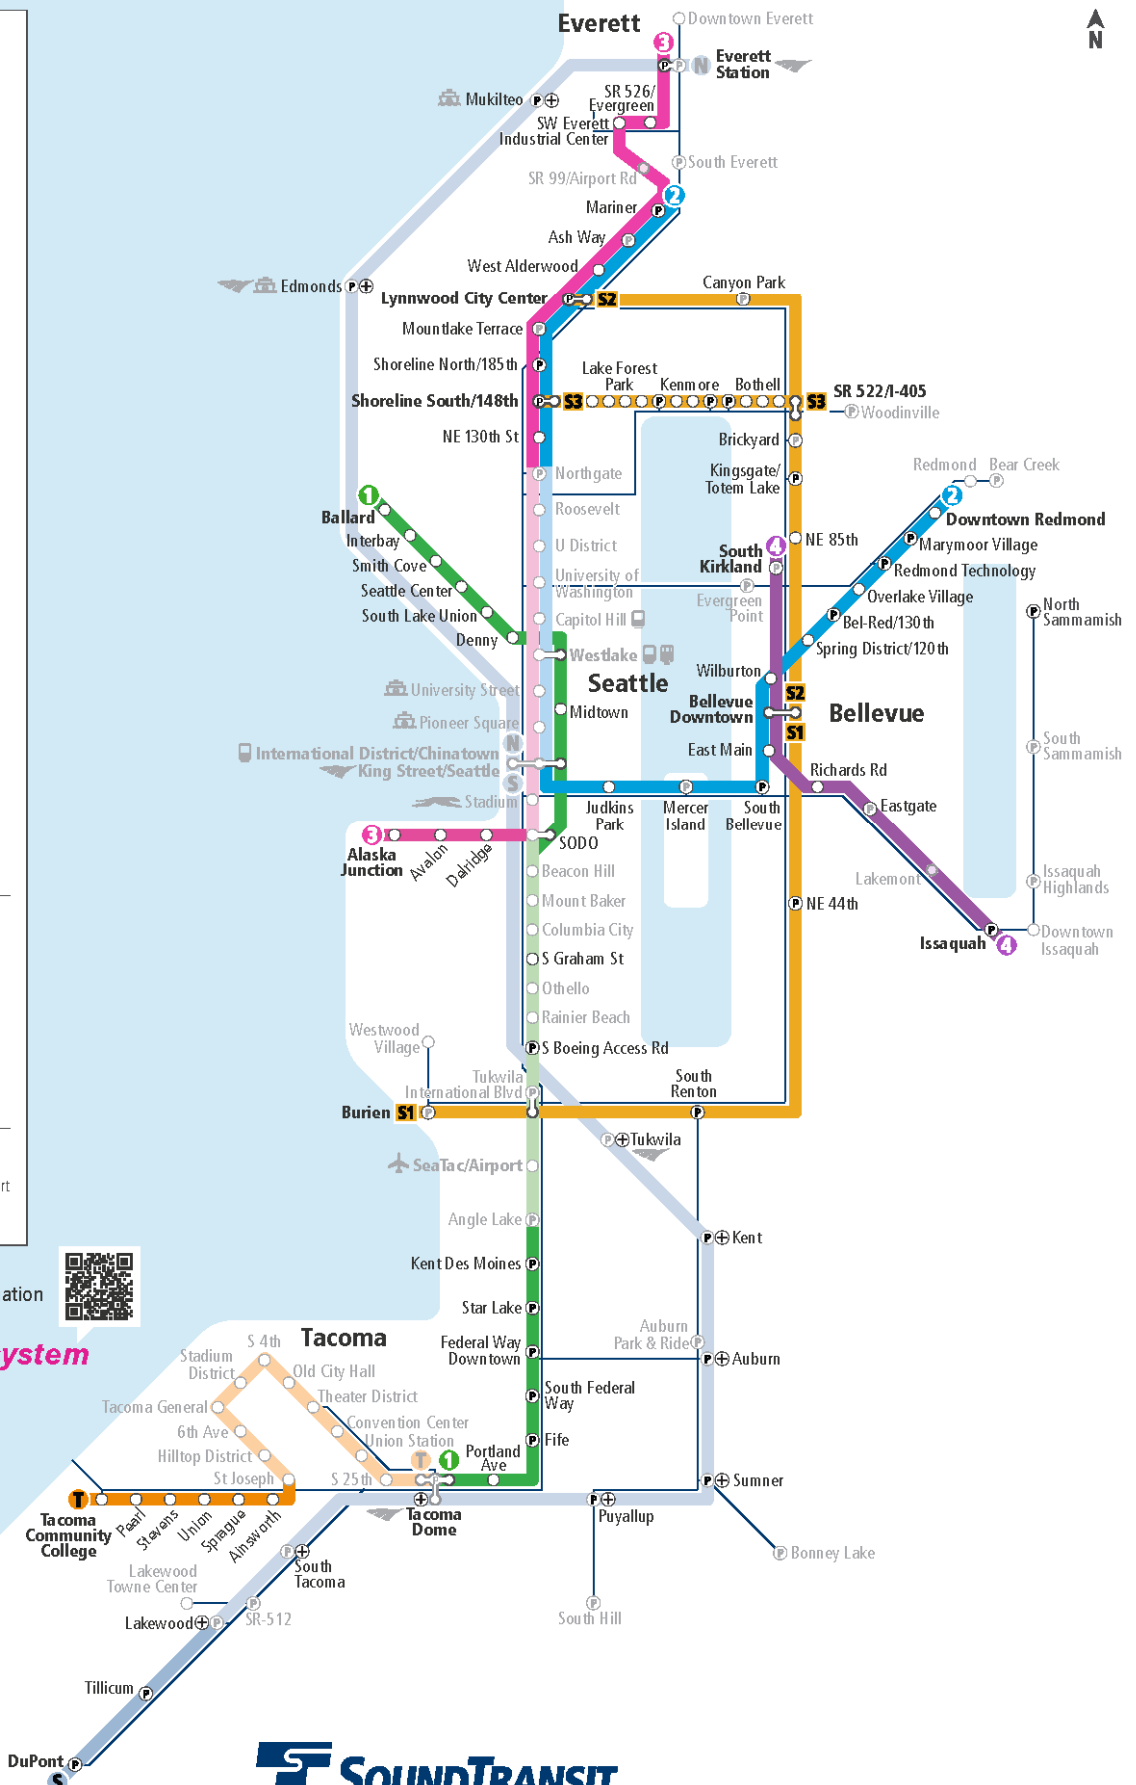 Everett
Downtown Everett
N
3
P
P
N
Everett
Station
SR 526/
Evergreen
Mukilteo
P
SW Everett
Industrial Center
P
South Everett
SR 99/Airport Rd
2
Mariner
P
Ash Way
P
West Alderwood
Canyon Park
P
Edmonds
P
Lynnwood City Center
P
S2
Mountlake Terrace
P
Shoreline North/185th
P
Lake Forest
Park
Kenmore
Bothell
SR 522/I-405
Shoreline South/148th
P
S3
P
P
P
S3
P
Woodinville
NE 130th St
Brickyard
P
Northgate
P
Kingsgate/
Totem Lake
P
Redmond
Bear Creek
P
1
Ballard
2
Downtown Redmond
Roosevelt
Interbay
U District
South
Kirkland
4
P
NE 85th
P
Marymoor Village
Smith Cove
P
Redmond Technology
University of
Washington
P
Evergreen
Point
Seattle Center
Overlake Village
South Lake Union
Capitol Hill
P
Bel-Red/130th
P
North
Sammamish
Denny
Spring District/120th
Westlake
Wilburton
Seattle
University Street
S2
Bellevue
Downtown
Midtown
Bellevue
Pioneer Square
S1
N
International District/Chinatown
King Street/Seattle
S
East Main
P
South
Sammamish
Richards Rd
Stadium
Judkins
Park
P
Mercer
Island
P
South
Bellevue
P
Eastgate
3
Alaska
Junction
Avalon
Delridge
SODO
Beacon Hill
Lakemont
P
Issaquah
Highlands
Mount Baker
P
NE 44th
Columbia City
Issaquah
P
4
Downtown
Issaquah
S Graham St
Othello
Rainier Beach
Westwood
Village
P
S Boeing Access Rd
Tukwila
International Blvd
P
South
Renton
P
Burien
S1
P
P
Tukwila
SeaTac/Airport
rt
Angle Lake
P
P
Kent
Kent Des Moines
P
ation
Star Lake
P
Tacoma
ystem
S 4th
Federal Way
Downtown
P
Auburn
Park & Ride
P
P
Auburn
Stadium
District
Old City Hall
Theater District
P
South Federal
Way
Tacoma General
Convention Center
6th Ave
Union Station
P
Fife
Hilltop District
T
1
Portland
Ave
St Joseph
S 25th
P
P
Sumner
T
Tacoma
Community
College
Pearl
Stevens
Union
Sprague
Ainsworth
Tacoma
Dome
P
Puyallup
P
South
Tacoma
P
Bonney Lake
Lakewood
Towne Center
P
SR-512
Lakewood
P
P
South Hill
Tillicum
P
DuPont
P
S
SOUNDTRANSIT